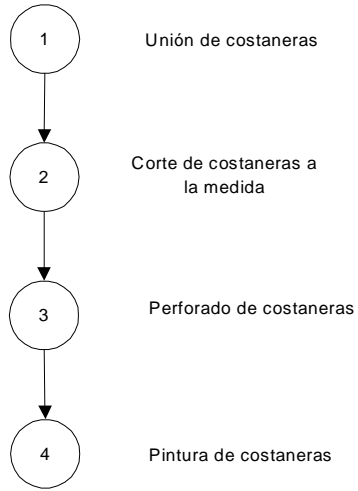 1
Unión de costaneras
2
Corte de costaneras a
la medida
3
Perforado de costaneras
4
Pintura de costaneras